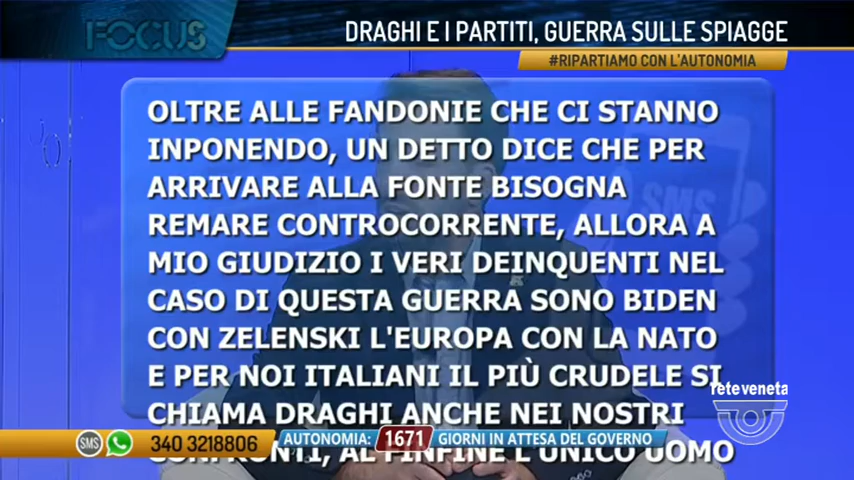 FOCUS
DRAGHI E I PARTITI, GUERRA SULLE SPIAGGE
#RIPARTIAMO CON L'AUTONOMIA
OLTRE ALLE FANDONIE CHE CI STANNO
INPONENDO, UN DETTO DICE CHE PER
ARRIVARE ALLA FONTE BISOGNA
REMARE CONTROCORRENTE, ALLORA A
MIO GIUDIZIO I VERI DEINQUENTI NEL
CASO DI QUESTA GUERRA SONO BIDEN
CON ZELENSKI L'EUROPA CON LA NATO
E PER NOI ITALIANI IL PIÙ CRUDELE SI
CHIAMA DRAGHI ANCHE NEI NOSTRI
CONFRONTI, AL FINFINE L'UNICO UOMO
SMS
reteveneta
SMS 340 3218806 AUTONOMIA: 1671 GIORNI IN ATTESA DEL GOVERNO